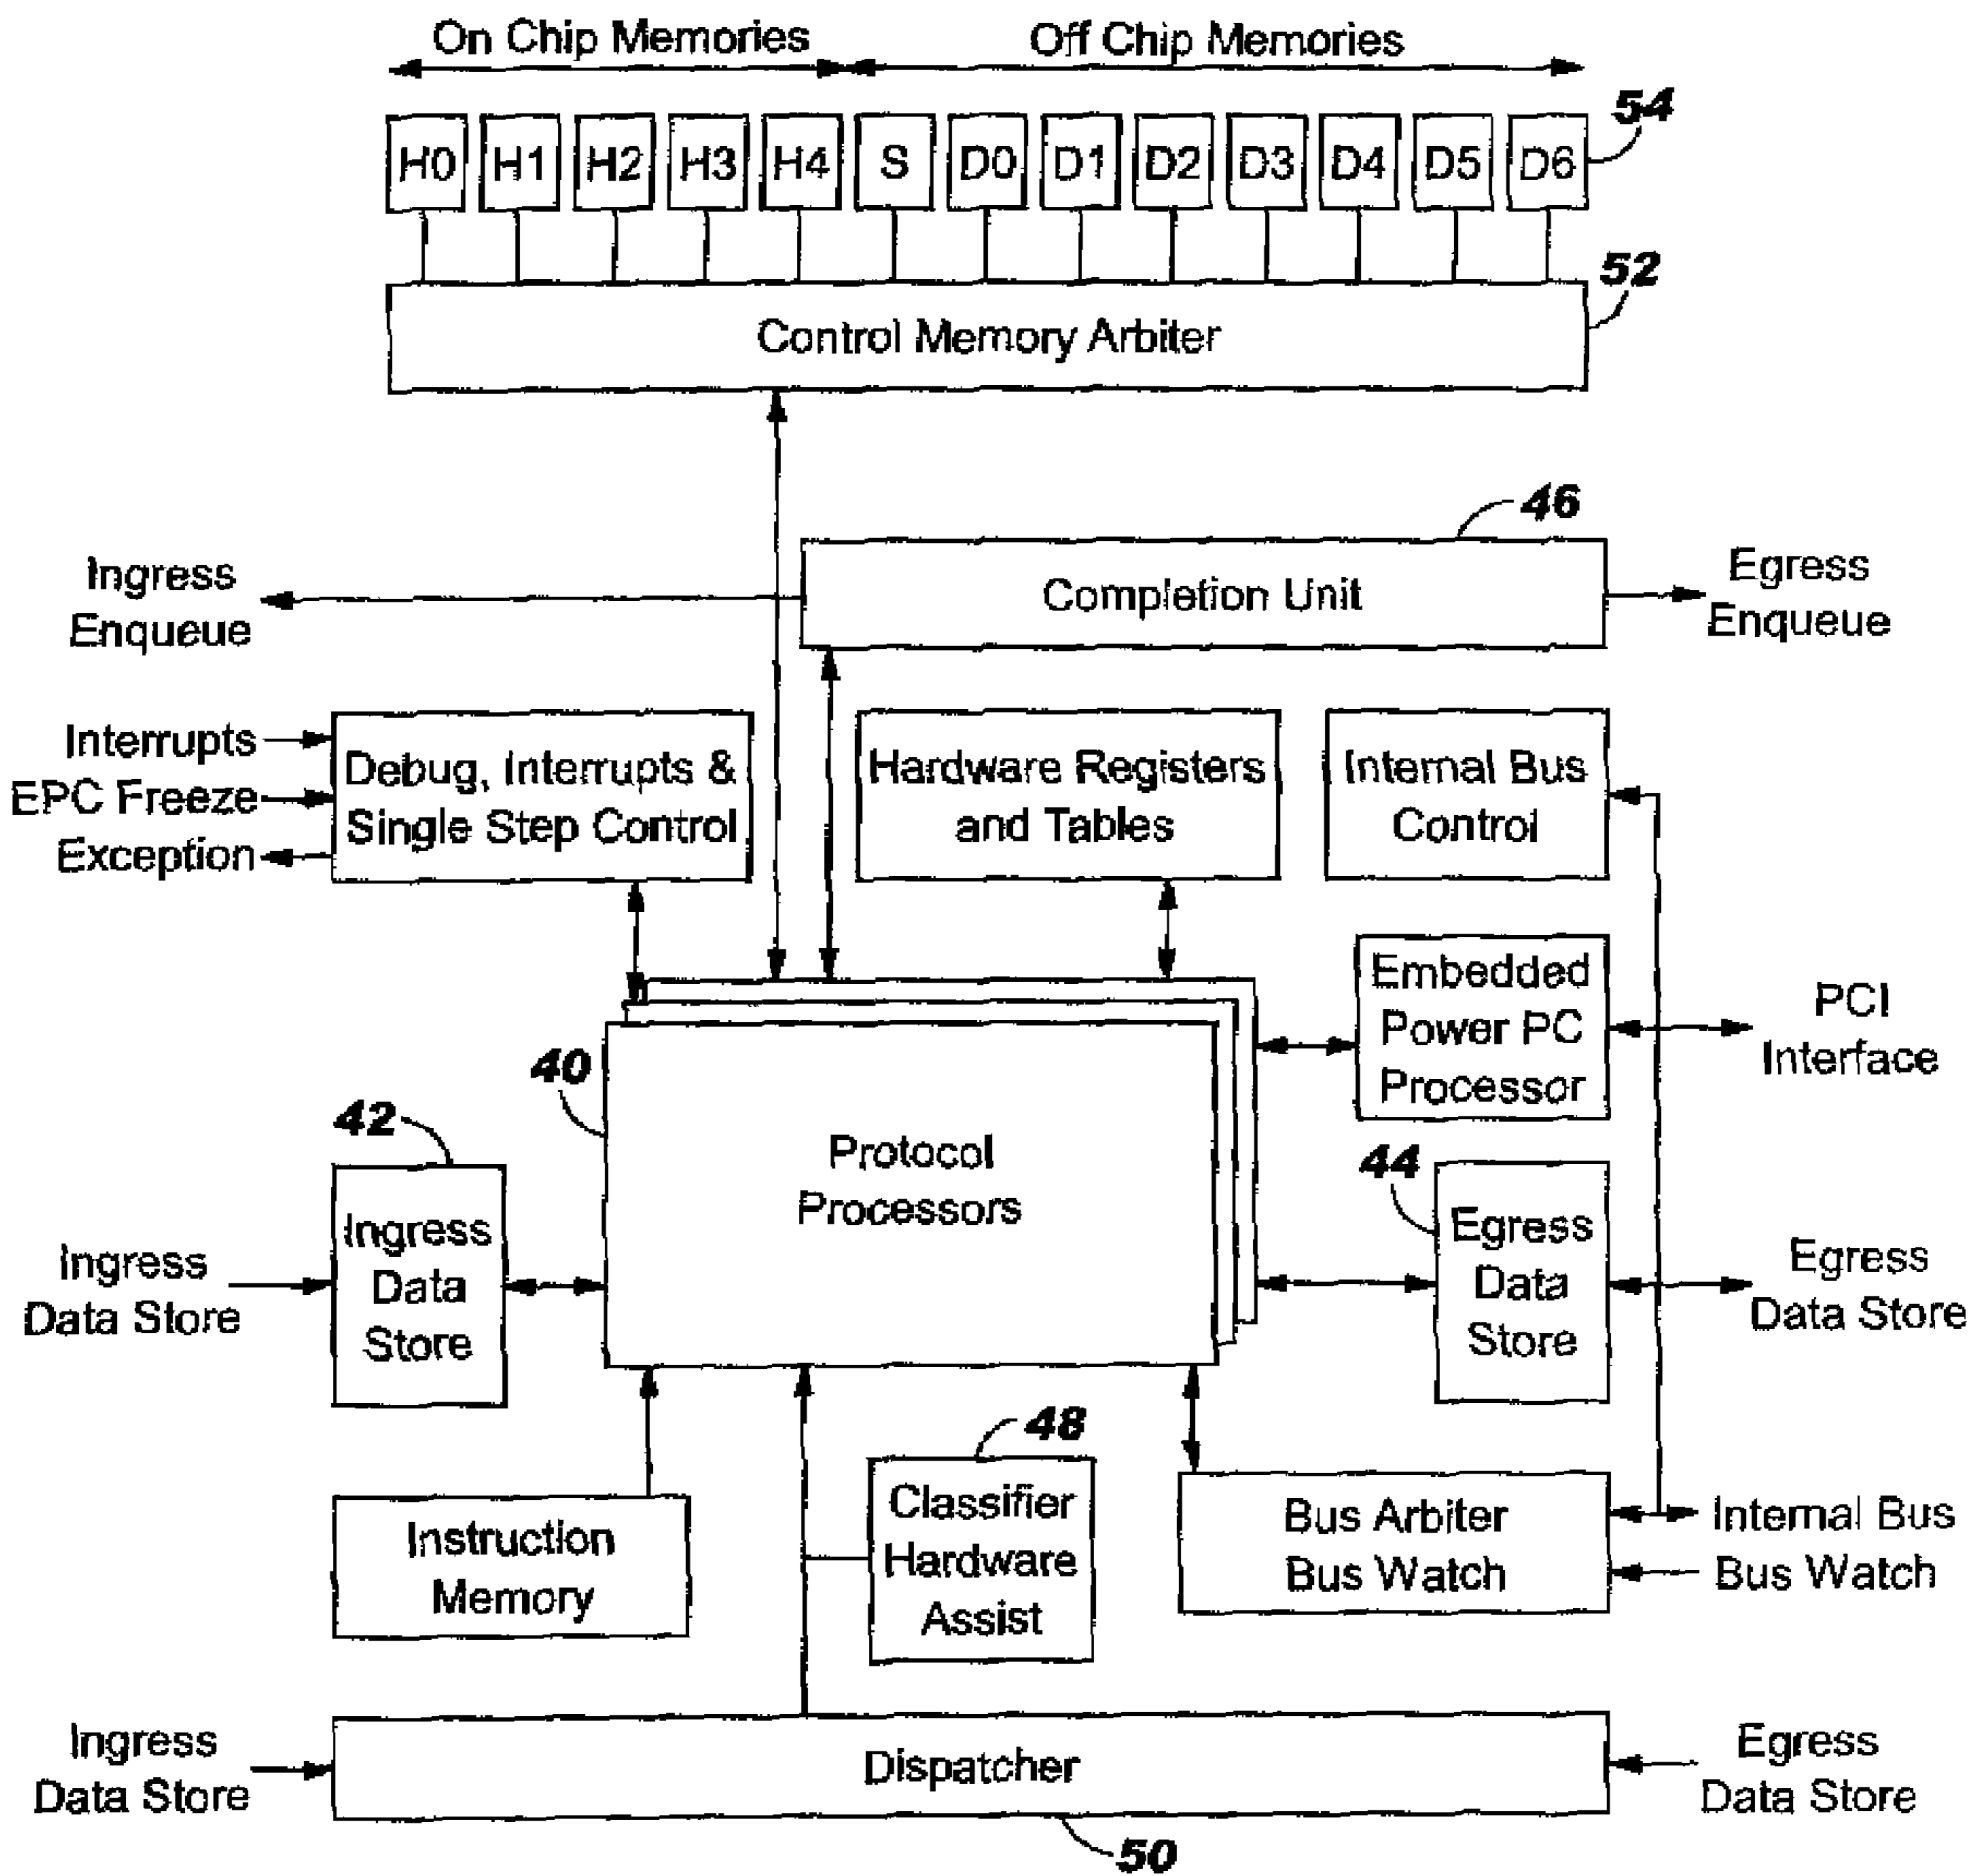 On Chip Memories
Off Chip Memories
54
H0 H1 H2 H3 H4 S D0 D1 D2 D3 D4 D5 D6
52
Control Memory Arbiter
46
Ingress
Enqueue
Completion Unit
Egress
Enqueue
Interrupts
EPC Freeze
Exception
Debug, Interrupts &
Single Step Control
Hardware Registers
and Tables
Internal Bus
Control
Embedded
Power PC
Processor
PCI
Interface
40
Protocol
Processors
42
Ingress
Data Store
Ingress
Data
Store
44
Egress
Data
Store
Egress
Data Store
Instruction
Memory
48
Classifier
Hardware
Assist
Bus Arbiter
Bus Watch
Internal Bus
Bus Watch
Ingress
Data Store
Dispatcher
Egress
Data Store
50